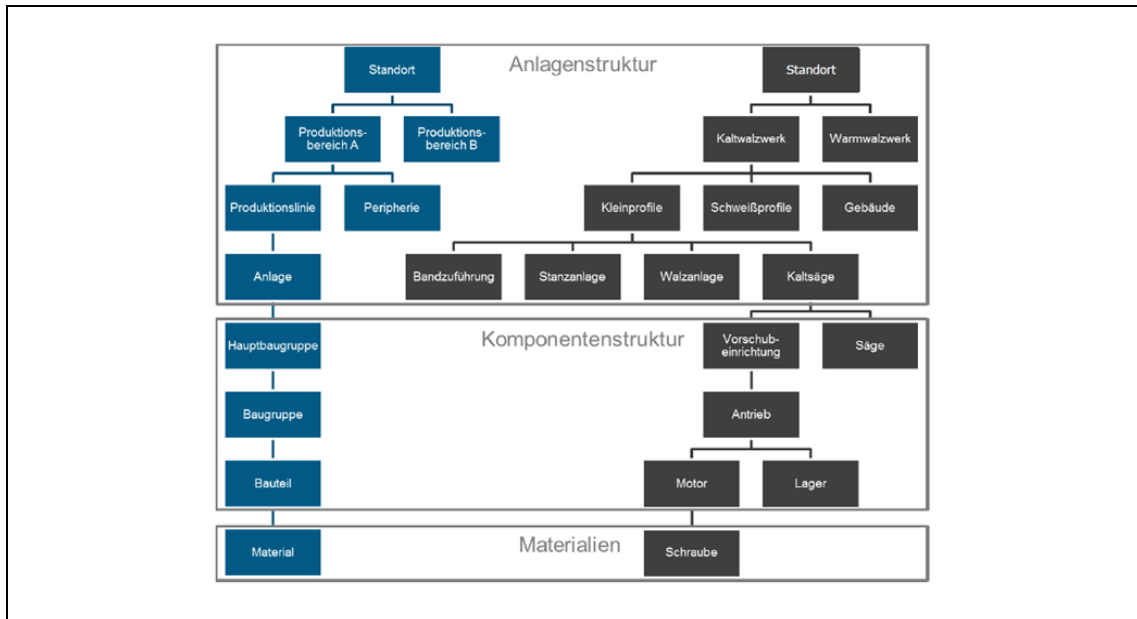 Anlagenstruktur
Standort
Standort
Produktions-
bereich A
Produktions-
bereich B
Kaltwalzwerk
Warmwalzwerk
Produktionslinie
Peripherie
Kleinprofile
Schweißprofile
Gebäude
Anlage
Bandzuführung
Stanzanlage
Walzanlage
Kaltsäge
Komponentenstruktur
Hauptbaugruppe
Vorschub-
einrichtung
Säge
Baugruppe
Antrieb
Bauteil
Motor
Lager
Materialien
Material
Schraube